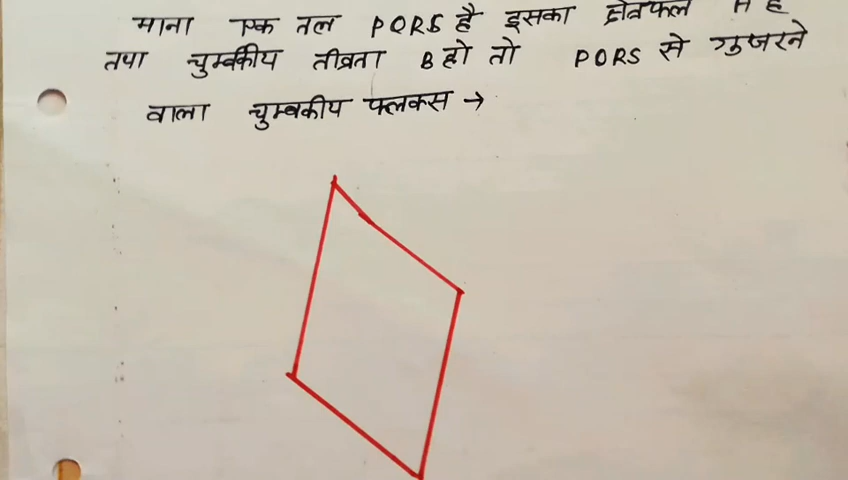 माना एक तल PQRS है इसका क्षेत्रफल A है
तथा चुम्बकीय तीव्रता B हो तो PQRS से गुजरने
वाला चुम्बकीय फ्लक्स →